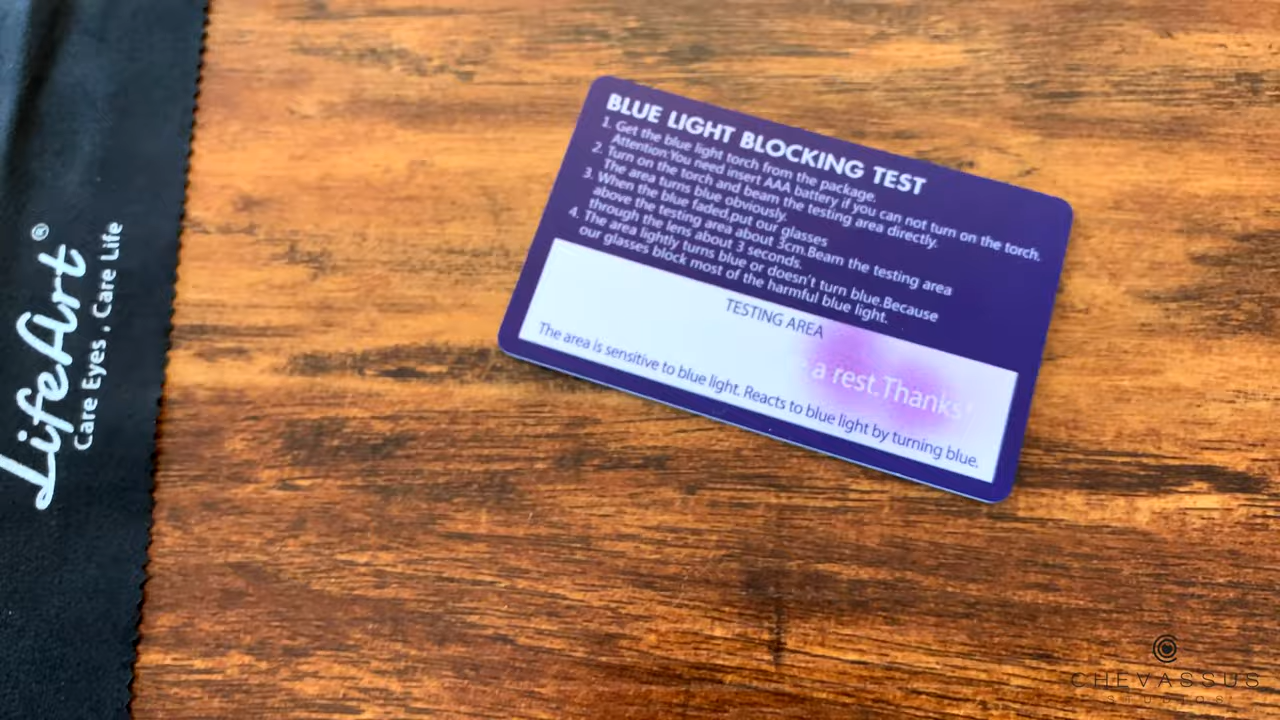 LifeArt®
Care Eyes , Care Life
BLUE LIGHT BLOCKING TEST
1. Get the blue light torch from the package.
Attention:You need insert AAA battery if you can not turn on the torch.
2. Turn on the torch and beam the testing area directly.
The area turns blue obviously.
3. When the blue faded,put our glasses
above the testing area about 3cm.Beam the testing area
through the lens about 3 seconds.
4. The area lightly turns blue or doesn't turn blue.Because
our glasses block most of the harmful blue light.
TESTING AREA
a rest.Thanks
The area is sensitive to blue light. Reacts to blue light by turning blue.
CHEVASSUS
STUDIOS